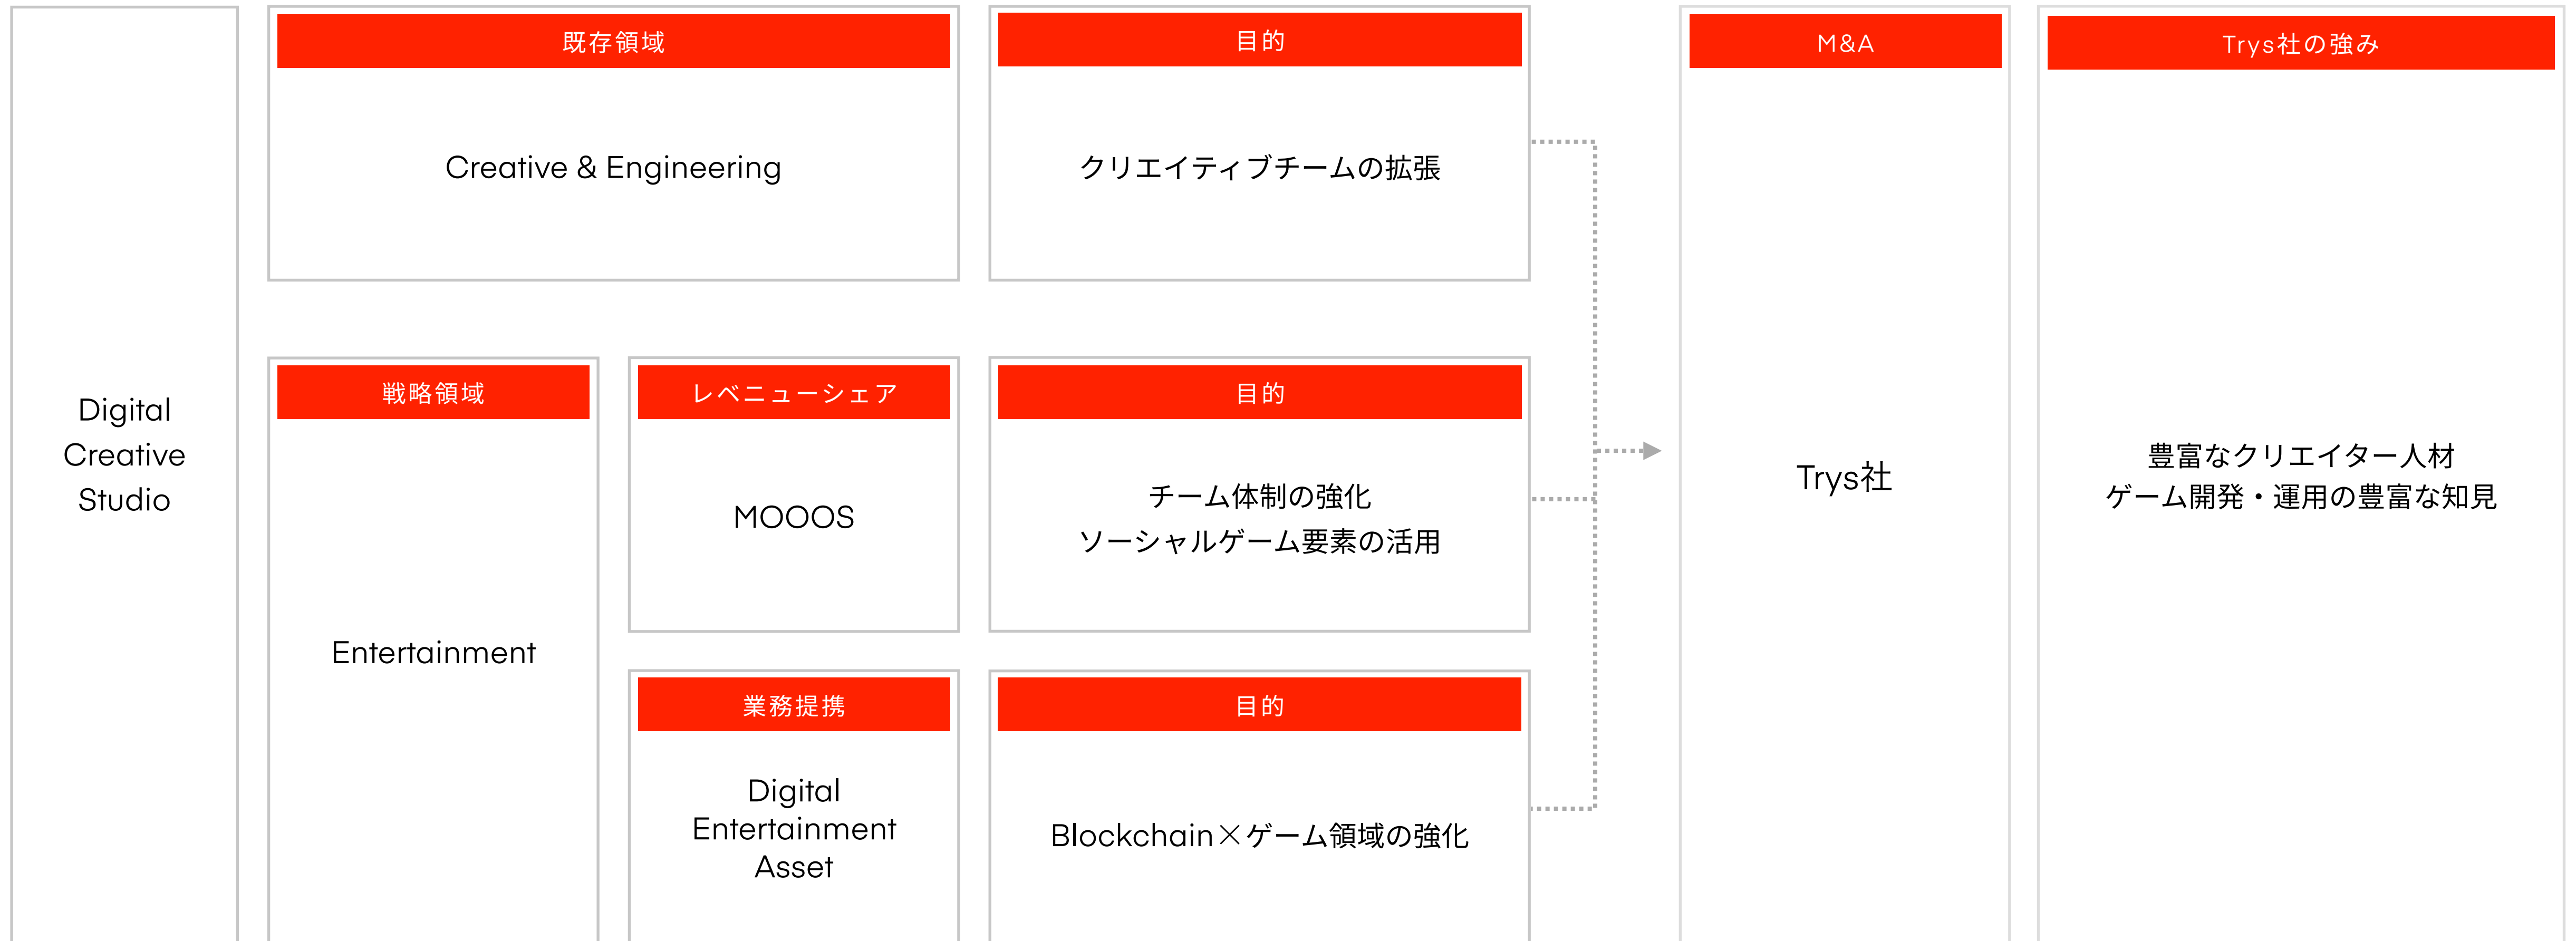 Digital
Creative
Studio
既存領域
Creative & Engineering
目的
クリエイティブチームの拡張
戦略領域
Entertainment
レベニューシェア
MOOOS
目的
チーム体制の強化
ソーシャルゲーム要素の活用
業務提携
Digital
Entertainment
Asset
目的
Blockchain×ゲーム領域の強化
M&A
Trys社
Trys社の強み
豊富なクリエイター人材
ゲーム開発・運用の豊富な知見